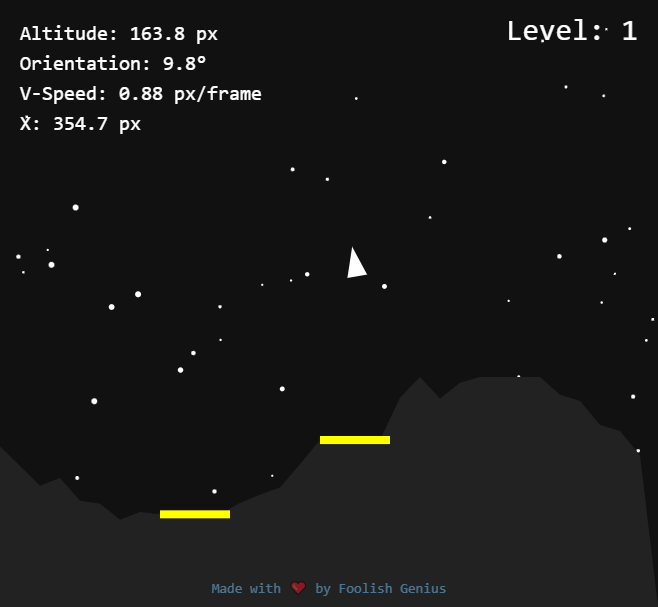 Altitude: 163.8 px
Level: 1
Orientation: 9.8°
V-Speed: 0.88 px/frame
X: 354.7 px
Made with ❤ by Foolish Genius